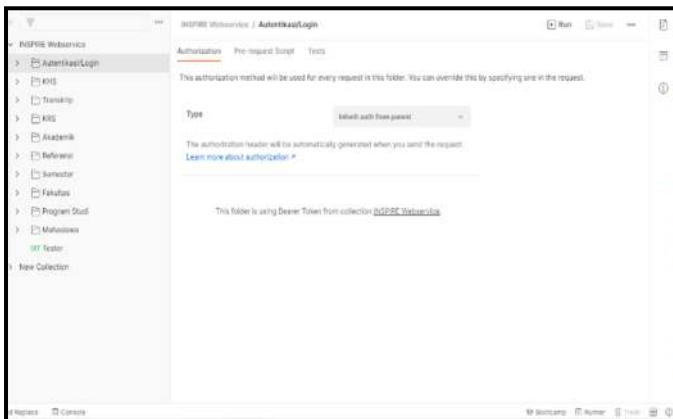 INSPIRE Webservice / Autentikasi/Login
Run
Save
INSPIRE Webservice
Autentikasi/Login
KHS
Transkrip
KRS
Akademik
Referensi
Semester
Fakultas
Program Studi
Mahasiswa
GET Tester
New Collection
Authorization Pre-request Script Tests
This authorization method will be used for every request in this folder. You can override this by specifying one in the request.
Type
Inherit auth from parent
The authorization header will be automatically generated when you send the request.
Learn more about authorization ↗
This folder is using Bearer Token from collection INSPIRE Webservice.
Replace
Console
Bootcamp
Runner
Trash